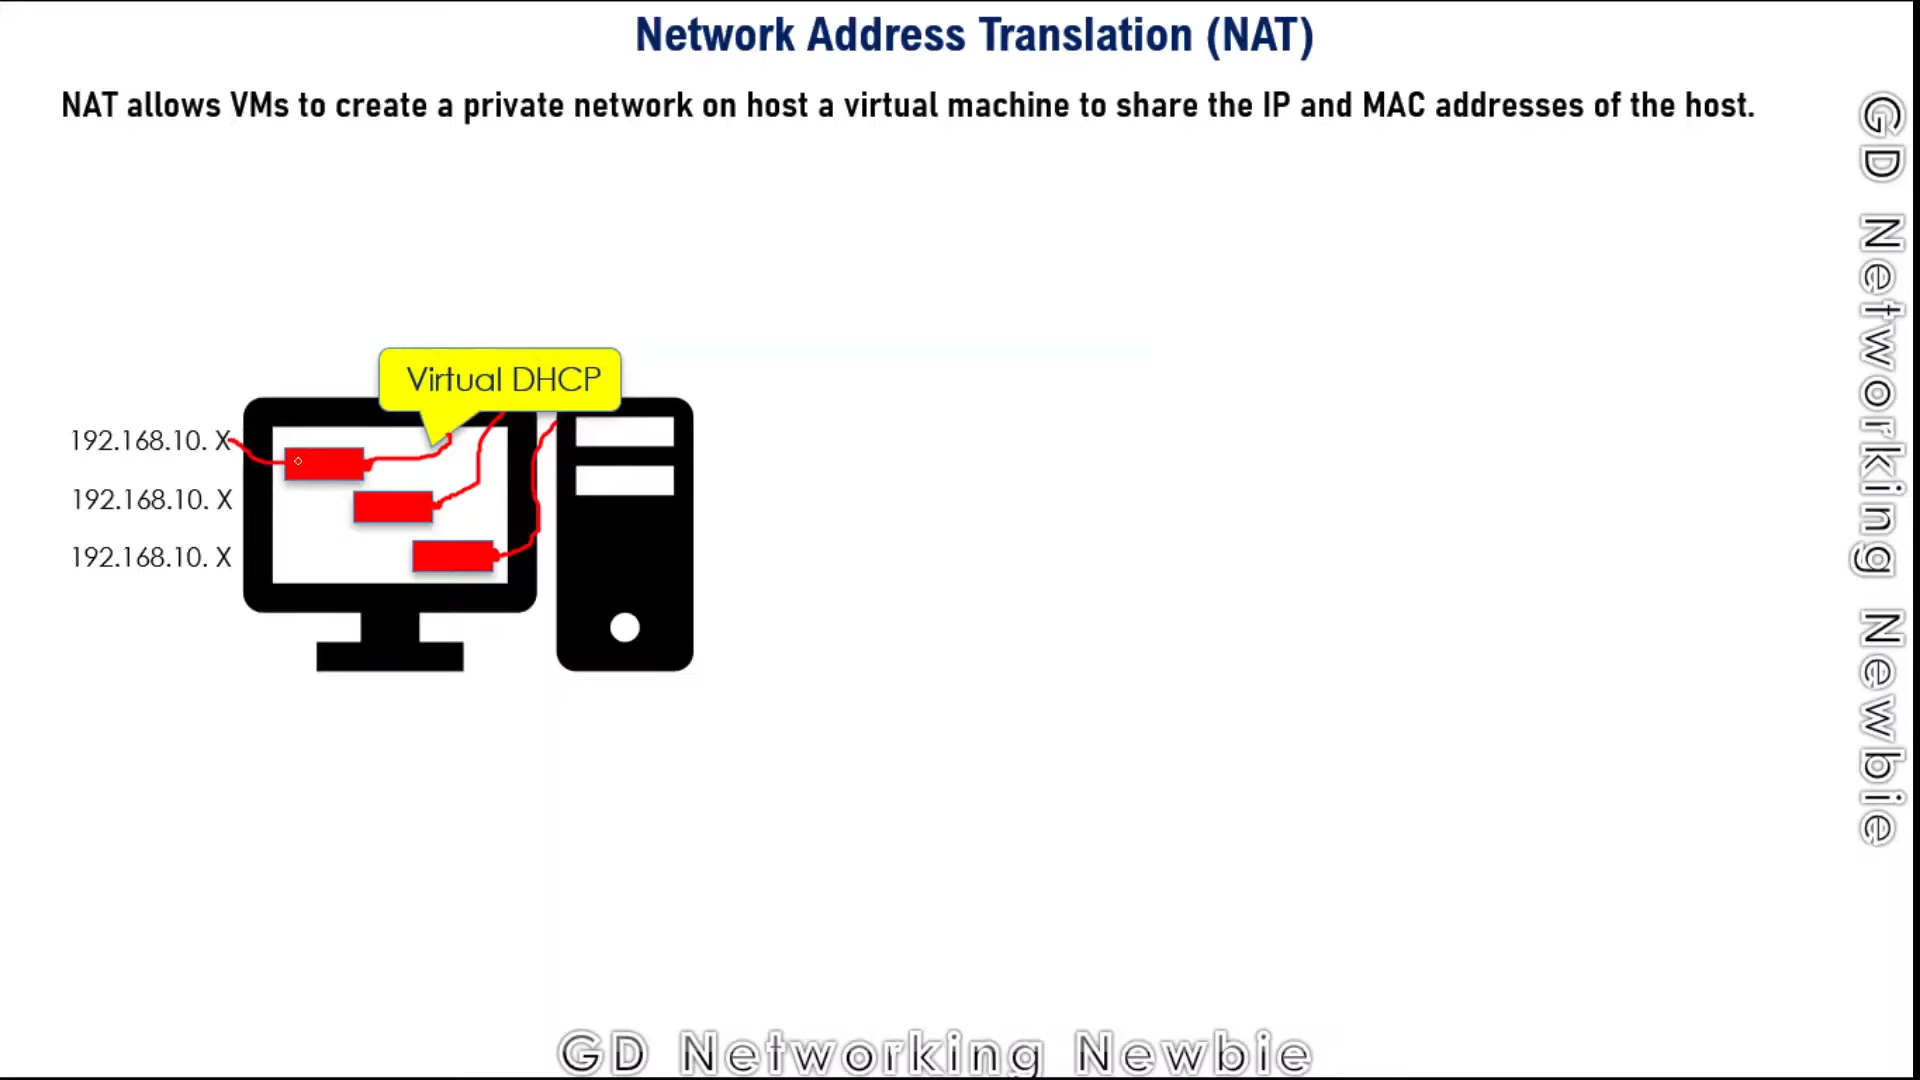 Network Address Translation (NAT)
NAT allows VMs to create a private network on host a virtual machine to share the IP and MAC addresses of the host.
Virtual DHCP
192.168.10. X
192.168.10. X
192.168.10. X
GD Networking Newbie
GD Networking Newbie